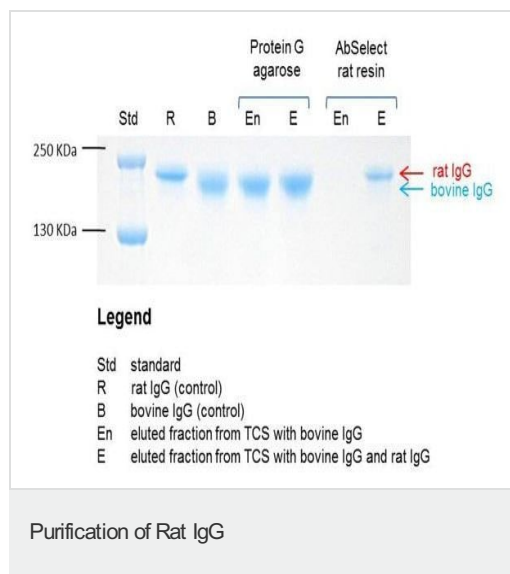 Protein G AbSelect
agarose rat resin
Std R B En E En E
250 KDa
rat IgG
bovine IgG
130 KDa
Legend
Std standard
R rat IgG (control)
B bovine IgG (control)
En eluted fraction from TCS with bovine IgG
E eluted fraction from TCS with bovine IgG and rat IgG
Purification of Rat IgG